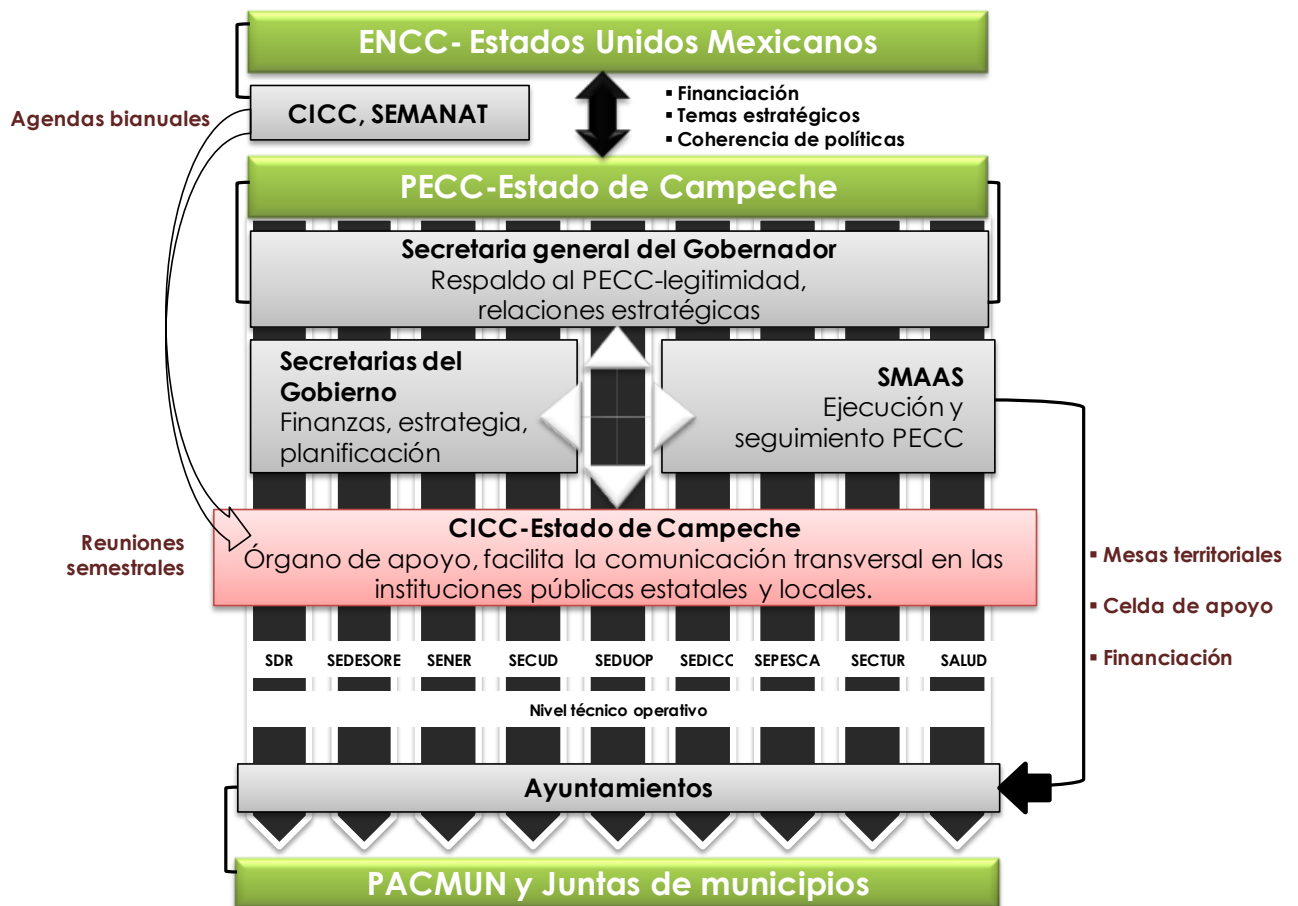 ENCC- Estados Unidos Mexicanos
Agendas bianuales
CICC, SEMANAT
▪ Financiación
▪ Temas estratégicos
▪ Coherencia de políticas
PECC-Estado de Campeche
Secretaria general del Gobernador
Respaldo al PECC-legitimidad,
relaciones estratégicas
Secretarias del
Gobierno
Finanzas, estrategia,
planificación
SMAAS
Ejecución y
seguimiento PECC
Reuniones
semestrales
CICC-Estado de Campeche
Órgano de apoyo, facilita la comunicación transversal en las
instituciones públicas estatales y locales.
▪ Mesas territoriales
▪ Celda de apoyo
▪ Financiación
SDR SEDESORE SENER SECUD SEDUOP SEDICC SEPESCA SECTUR SALUD
Nivel técnico operativo
Ayuntamientos
PACMUN y Juntas de municipios